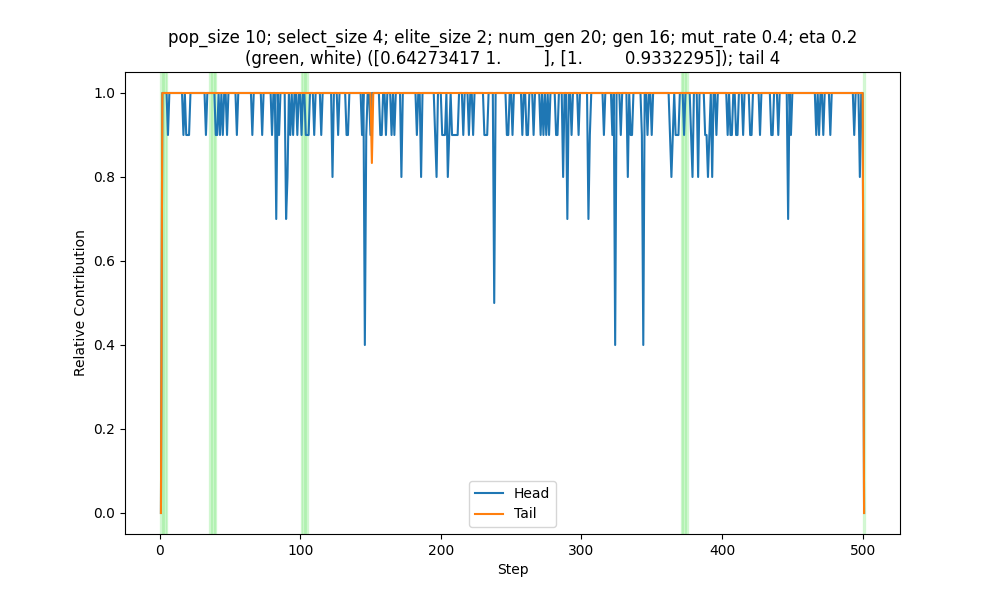 pop_size 10; select_size 4; elite_size 2; num_gen 20; gen 16; mut_rate 0.4; eta 0.2
(green, white) ([0.64273417 1.        ], [1.        0.9332295]); tail 4
1.0
0.8
0.6
0.4
0.2
0.0
Relative Contribution
Head
Tail
0 100 200 300 400 500
Step